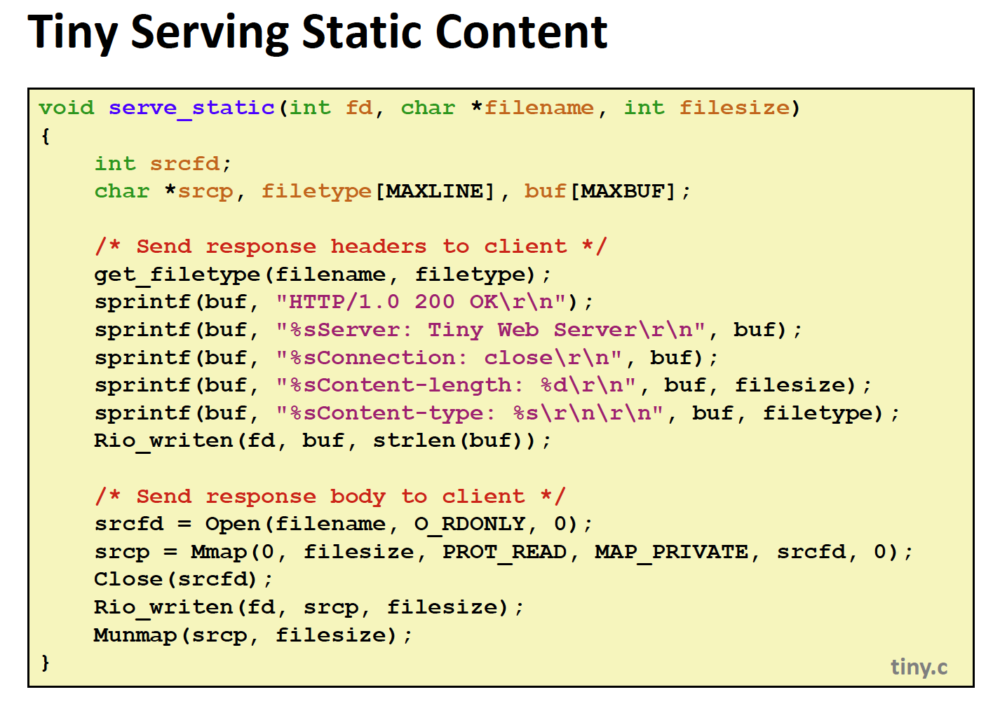 Tiny Serving Static Content
void serve_static(int fd, char *filename, int filesize)
{
    int srcfd;
    char *srcp, filetype[MAXLINE], buf[MAXBUF];

    /* Send response headers to client */
    get_filetype(filename, filetype);
    sprintf(buf, "HTTP/1.0 200 OK\r\n");
    sprintf(buf, "%sServer: Tiny Web Server\r\n", buf);
    sprintf(buf, "%sConnection: close\r\n", buf);
    sprintf(buf, "%sContent-length: %d\r\n", buf, filesize);
    sprintf(buf, "%sContent-type: %s\r\n\r\n", buf, filetype);
    Rio_writen(fd, buf, strlen(buf));

    /* Send response body to client */
    srcfd = Open(filename, O_RDONLY, 0);
    srcp = Mmap(0, filesize, PROT_READ, MAP_PRIVATE, srcfd, 0);
    Close(srcfd);
    Rio_writen(fd, srcp, filesize);
    Munmap(srcp, filesize);
}
tiny.c